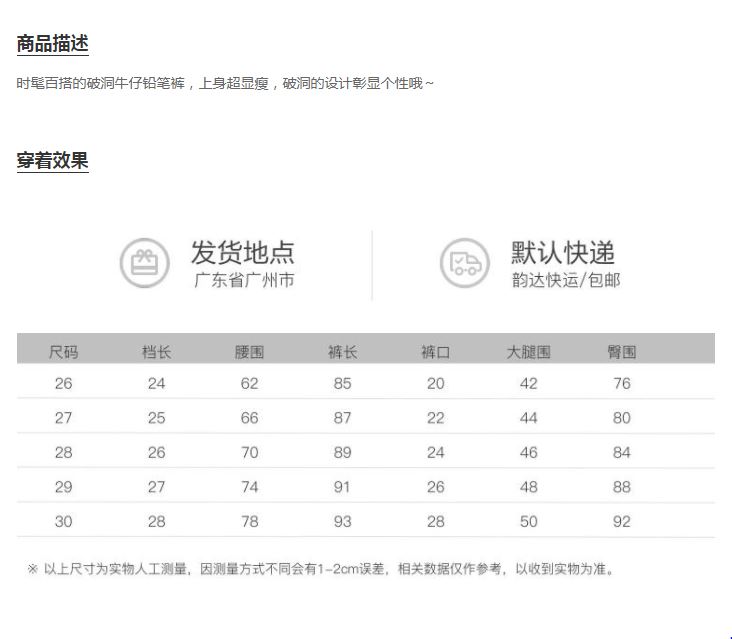 商品描述
时髦百搭的破洞牛仔铅笔裤，上身超显瘦，破洞的设计彰显个性哦～
穿着效果
发货地点 默认快递
广东省广州市 韵达快运/包邮
尺码 档长 腰围 裤长 裤口 大腿围 臀围
26 24 62 85 20 42 76
27 25 66 87 22 44 80
28 26 70 89 24 46 84
29 27 74 91 26 48 88
30 28 78 93 28 50 92
※ 以上尺寸为实物人工测量，因测量方式不同会有1-2cm误差，相关数据仅作参考，以收到实物为准。